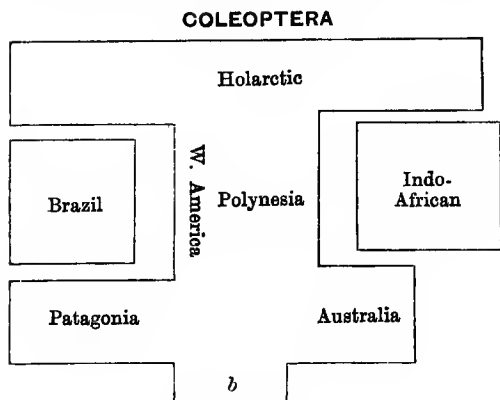 COLEOPTERA
Holarctic
W. America
Brazil
Polynesia
Indo-
African
Patagonia
Australia
b